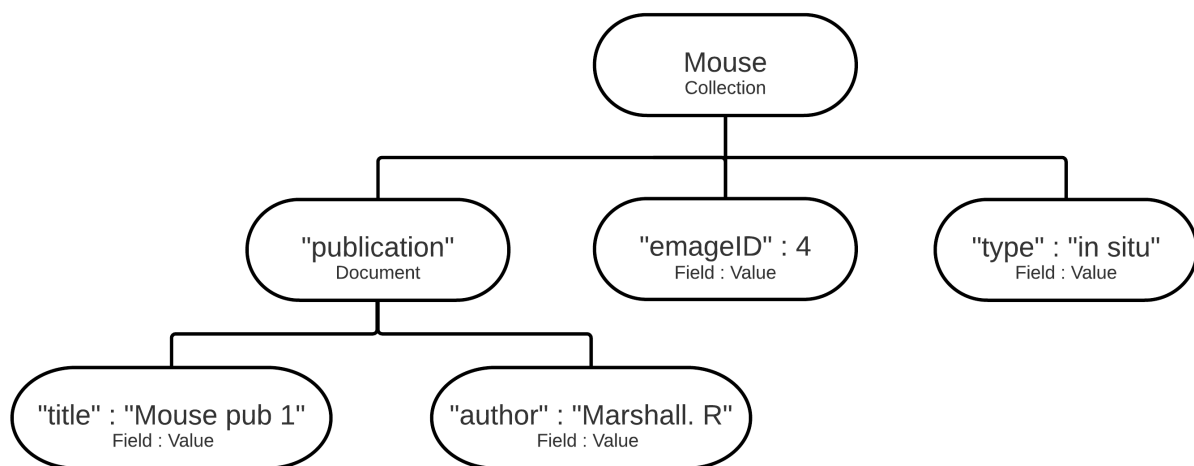 Mouse
Collection
"publication"
Document
"emageID" : 4
Field : Value
"type" : "in situ"
Field : Value
"title" : "Mouse pub 1"
Field : Value
"author" : "Marshall. R"
Field : Value